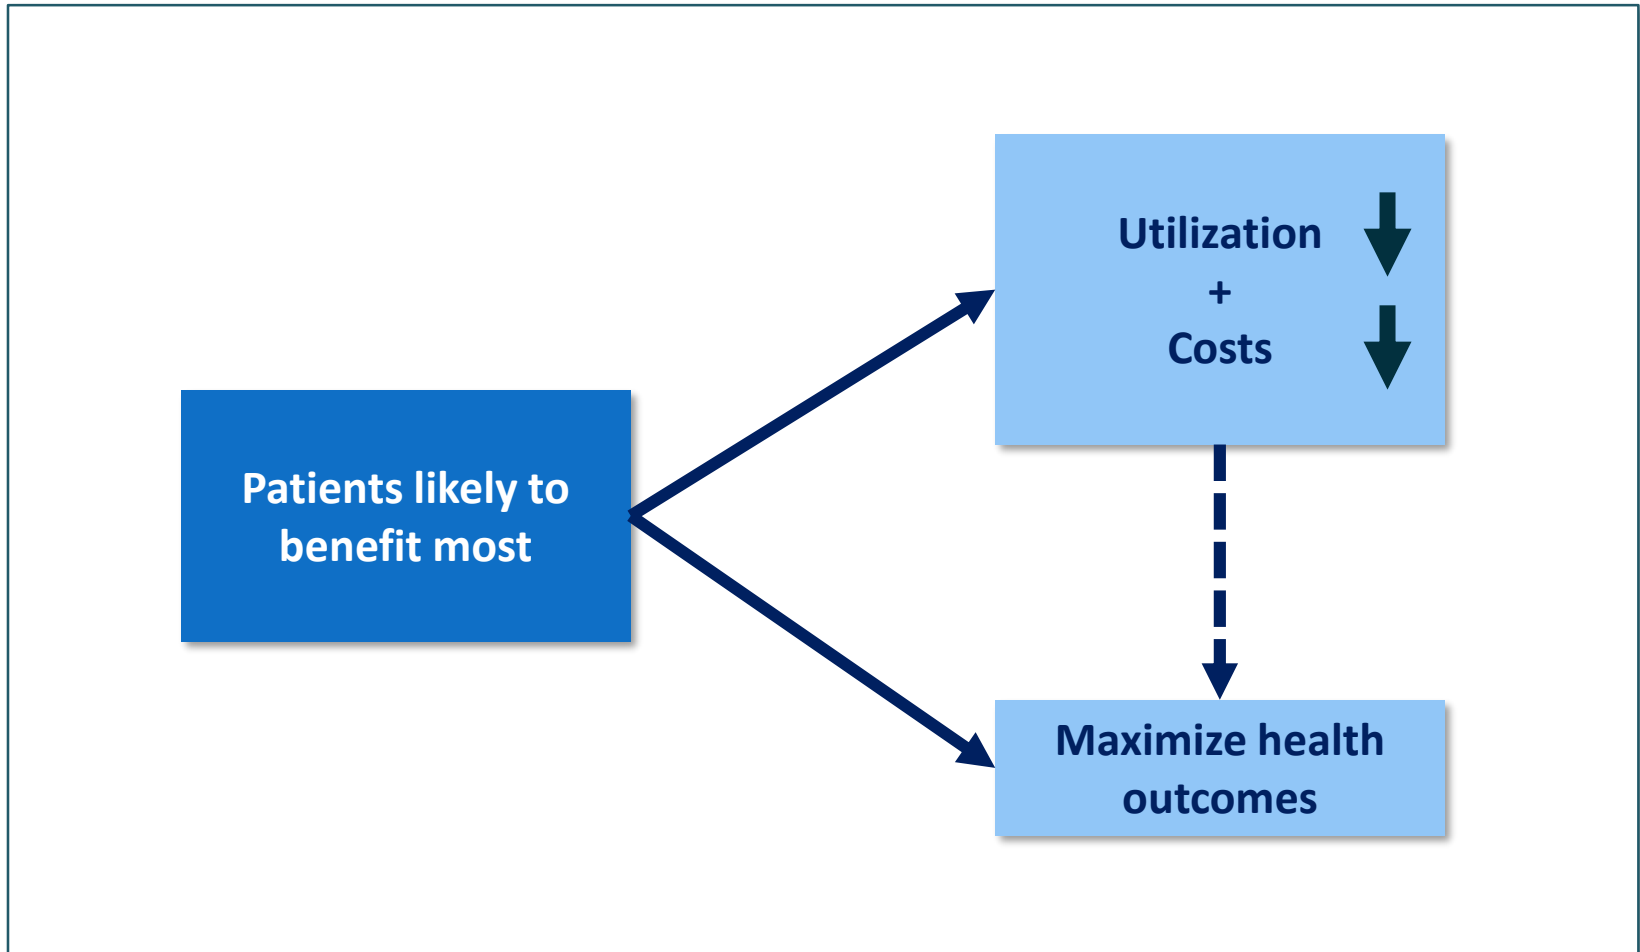 Patients likely to
benefit most
Utilization
+
Costs
Maximize health
outcomes